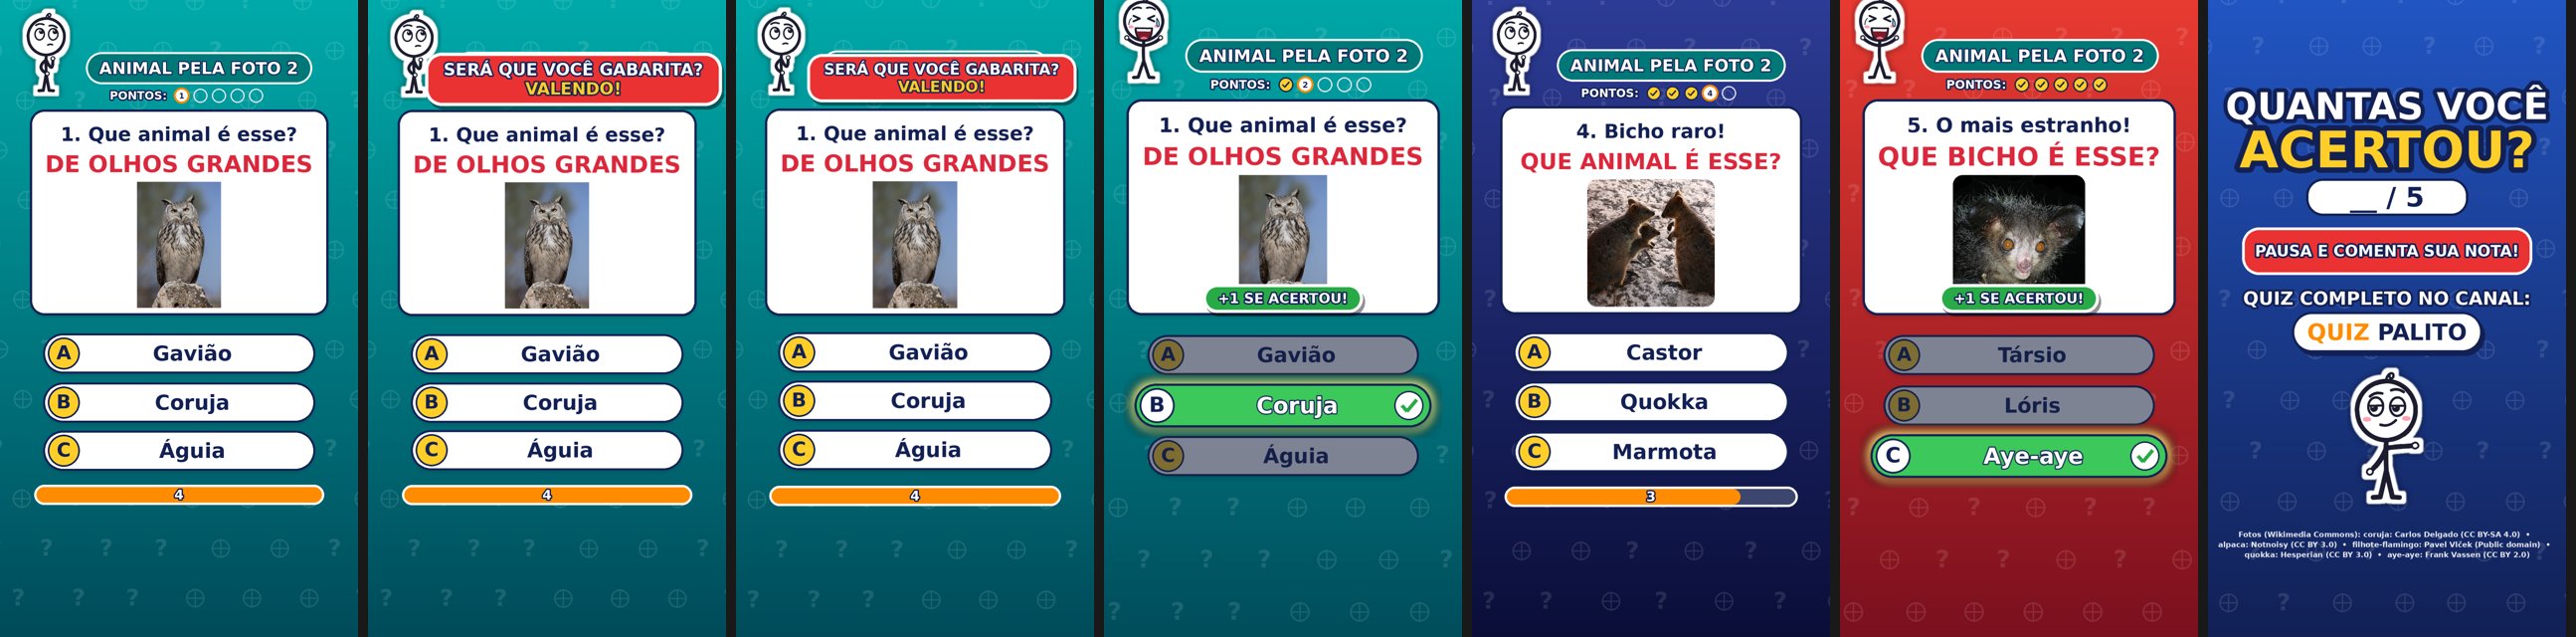 ANIMAL PELA FOTO 2
PONTOS: 1
1. Que animal é esse?
DE OLHOS GRANDES
A Gavião
B Coruja
C Águia
4
SERÁ QUE VOCÊ GABARITA?
VALENDO!
1. Que animal é esse?
DE OLHOS GRANDES
A Gavião
B Coruja
C Águia
4
SERÁ QUE VOCÊ GABARITA?
VALENDO!
1. Que animal é esse?
DE OLHOS GRANDES
A Gavião
B Coruja
C Águia
4
ANIMAL PELA FOTO 2
PONTOS: 2
1. Que animal é esse?
DE OLHOS GRANDES
+1 SE ACERTOU!
A Gavião
B Coruja
C Águia
ANIMAL PELA FOTO 2
PONTOS: 4
4. Bicho raro!
QUE ANIMAL É ESSE?
A Castor
B Quokka
C Marmota
3
ANIMAL PELA FOTO 2
PONTOS:
5. O mais estranho!
QUE BICHO É ESSE?
+1 SE ACERTOU!
A Társio
B Lóris
C Aye-aye
QUANTAS VOCÊ
ACERTOU?
__ / 5
PAUSA E COMENTA SUA NOTA!
QUIZ COMPLETO NO CANAL:
QUIZ PALITO
Fotos (Wikimedia Commons): coruja: Carlos Delgado (CC BY-SA 4.0) •
alpaca: Notnoisy (CC BY 3.0) • filhote-flamingo: Pavel Vlček (Public domain) •
quokka: Hesperian (CC BY 3.0) • aye-aye: Frank Vassen (CC BY 2.0)